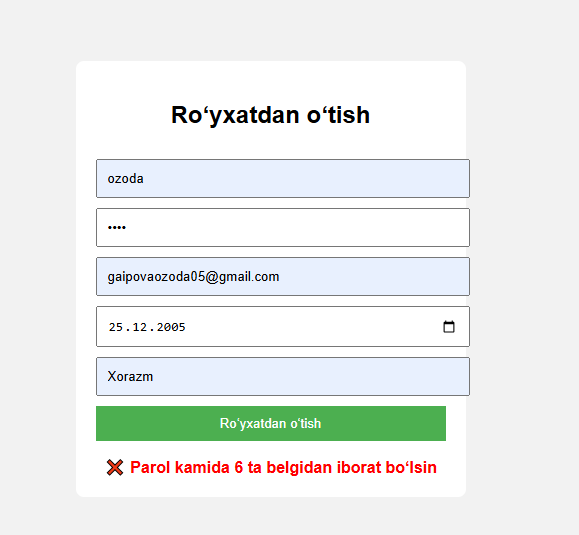 Ro‘yxatdan o‘tish
ozoda
••••
gaipovaozoda05@gmail.com
25.12.2005
Xorazm
Ro‘yxatdan o‘tish
❌ Parol kamida 6 ta belgidan iborat bo‘lsin